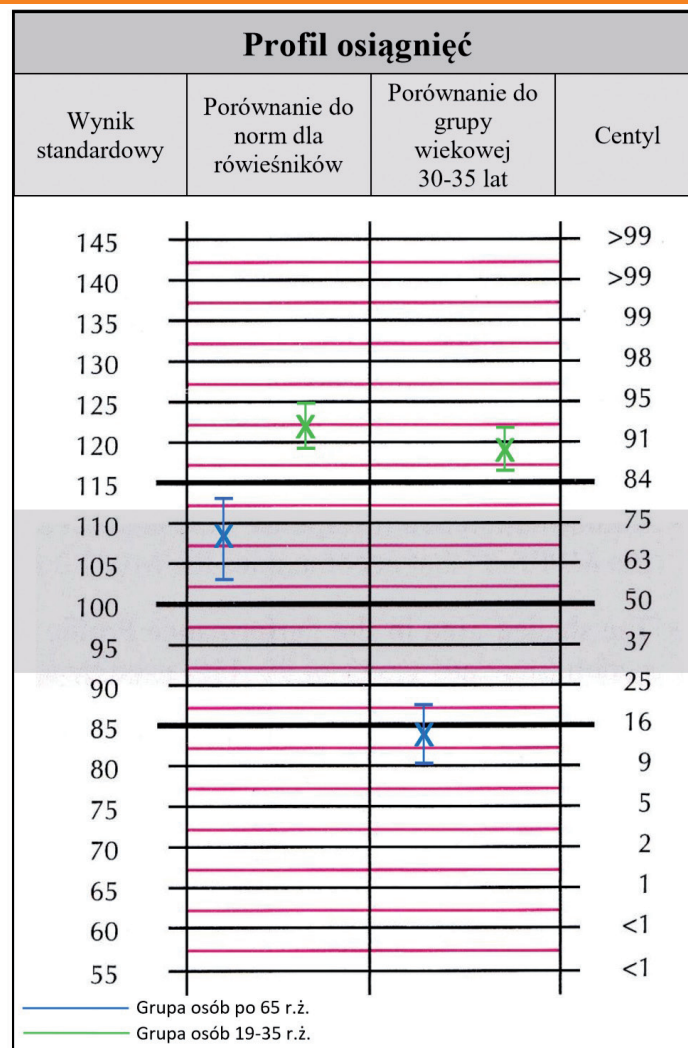 Profil osiągnięć
Wynik
standardowy
Porównanie do
norm dla
rówieśników
Porównanie do
grupy
wiekowej
30-35 lat
Centyl
145 >99
140 >99
135 99
130 98
125 95
120 91
115 84
110 75
105 63
100 50
95 37
90 25
85 16
80 9
75 5
70 2
65 1
60 <1
55 <1
Grupa osób po 65 r.ż.
Grupa osób 19-35 r.ż.